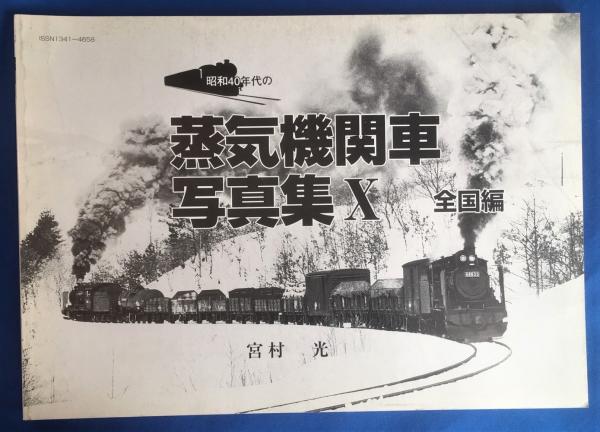 ISSN1341-4658
昭和40年代の
蒸気機関車
写真集 X 全国編
宮村 光